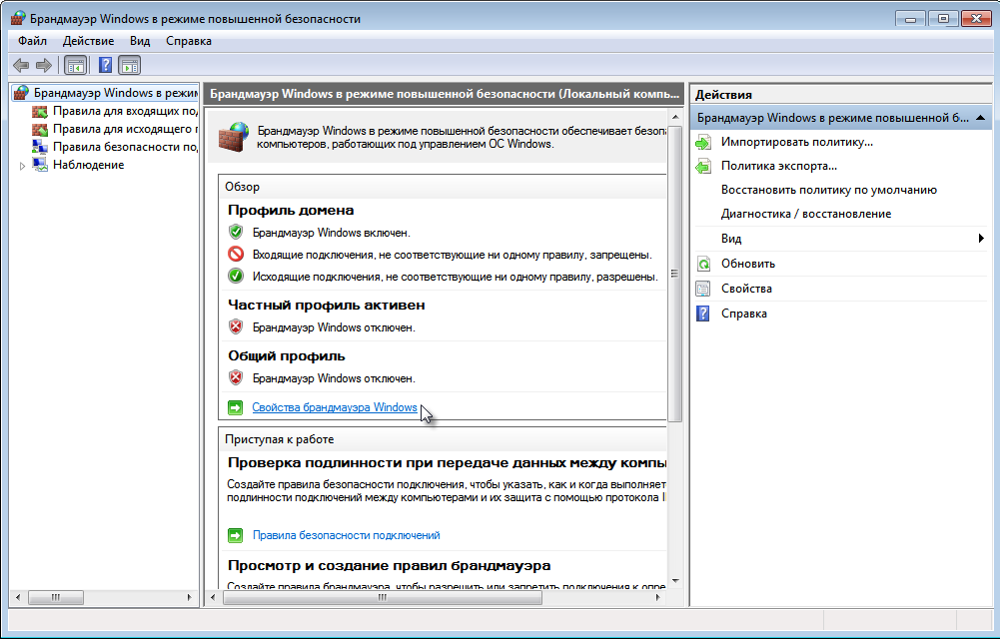 Брандмауэр Windows в режиме повышенной безопасности
Файл Действие Вид Справка
Брандмауэр Windows в режи
Правила для входящих по
Правила для исходящего
Правила безопасности по
Наблюдение
Брандмауэр Windows в режиме повышенной безопасности (Локальный компь...
Брандмауэр Windows в режиме повышенной безопасности обеспечивает безопа
компьютеров, работающих под управлением ОС Windows.
Обзор
Профиль домена
Брандмауэр Windows включен.
Входящие подключения, не соответствующие ни одному правилу, запрещены.
Исходящие подключения, не соответствующие ни одному правилу, разрешены.
Частный профиль активен
Брандмауэр Windows отключен.
Общий профиль
Брандмауэр Windows отключен.
Свойства брандмауэра Windows
Приступая к работе
Проверка подлинности при передаче данных между компь
Создайте правила безопасности подключения, чтобы указать, как и когда выполняет
подлинности подключений между компьютерами и их защита с помощью протокола I
Правила безопасности подключений
Просмотр и создание правил брандмауэра
Создайте правила брандмауэра, чтобы разрешить или запретить подключения к опре
Действия
Брандмауэр Windows в режиме повышенной б...
Импортировать политику...
Политика экспорта...
Восстановить политику по умолчанию
Диагностика / восстановление
Вид
Обновить
Свойства
Справка